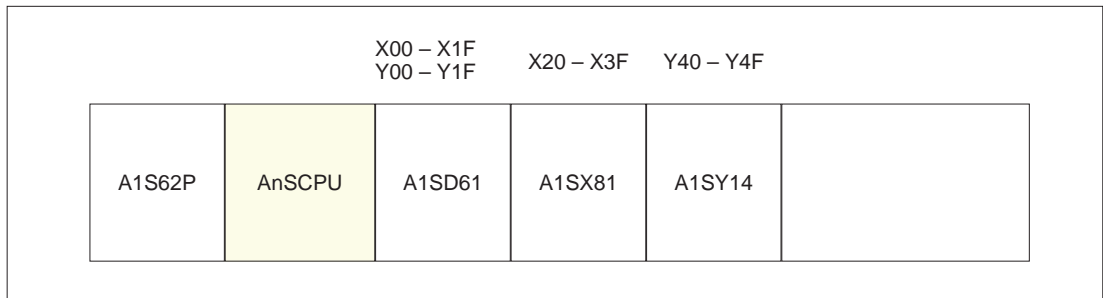 X00 – X1F
Y00 – Y1F
X20 – X3F
Y40 – Y4F
A1S62P
AnSCPU
A1SD61
A1SX81
A1SY14